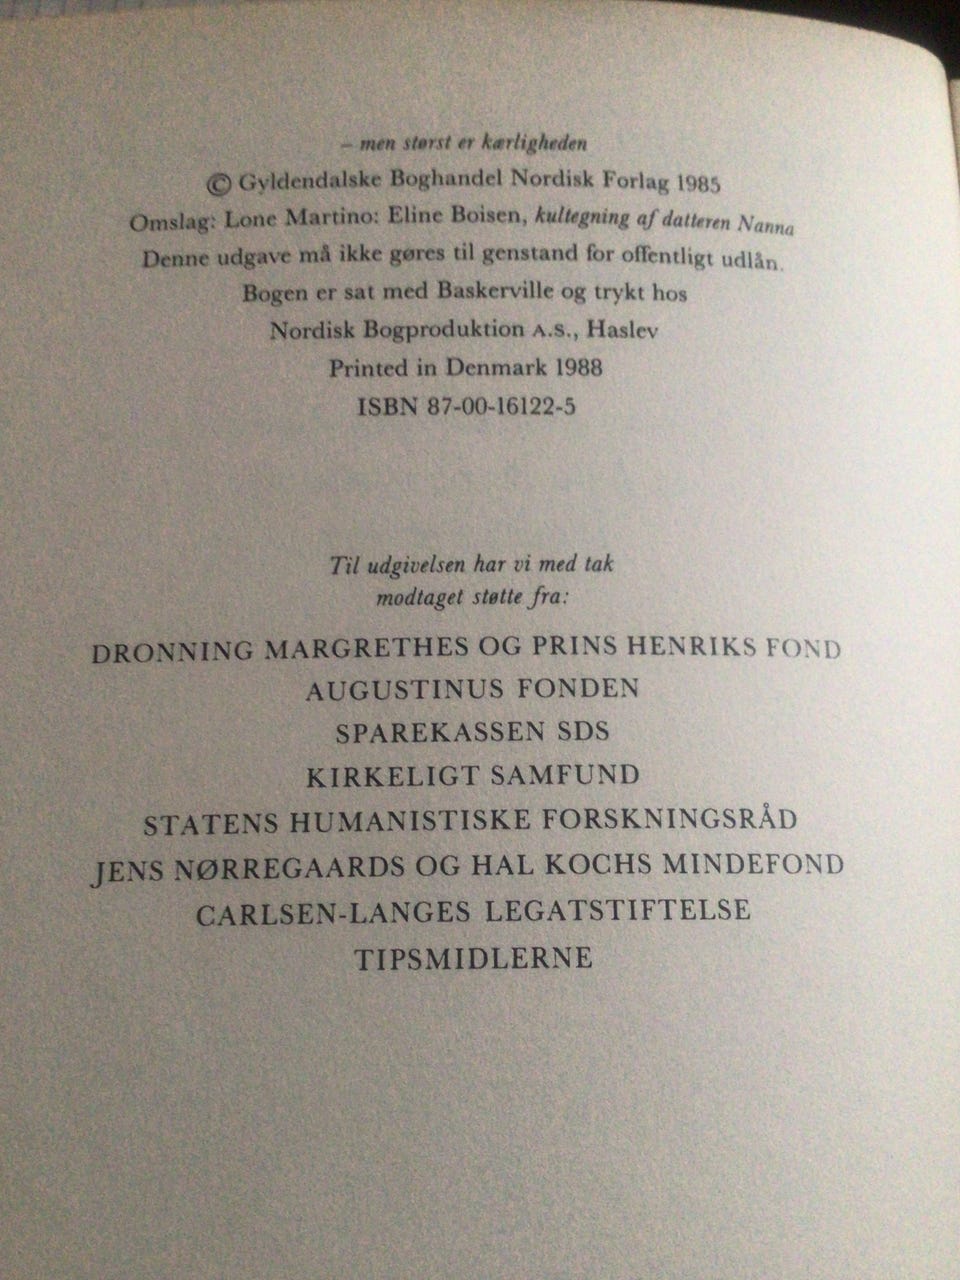 – men størst er kærligheden
© Gyldendalske Boghandel Nordisk Forlag 1985
Omslag: Lone Martino: Eline Boisen, kultegning af datteren Nanna
Denne udgave må ikke gøres til genstand for offentligt udlån.
Bogen er sat med Baskerville og trykt hos
Nordisk Bogproduktion A.S., Haslev
Printed in Denmark 1988
ISBN 87-00-16122-5
Til udgivelsen har vi med tak
modtaget støtte fra:
DRONNING MARGRETHES OG PRINS HENRIKS FOND
AUGUSTINUS FONDEN
SPAREKASSEN SDS
KIRKELIGT SAMFUND
STATENS HUMANISTISKE FORSKNINGSRÅD
JENS NØRREGAARDS OG HAL KOCHS MINDEFOND
CARLSEN-LANGES LEGATSTIFTELSE
TIPSMIDLERNE